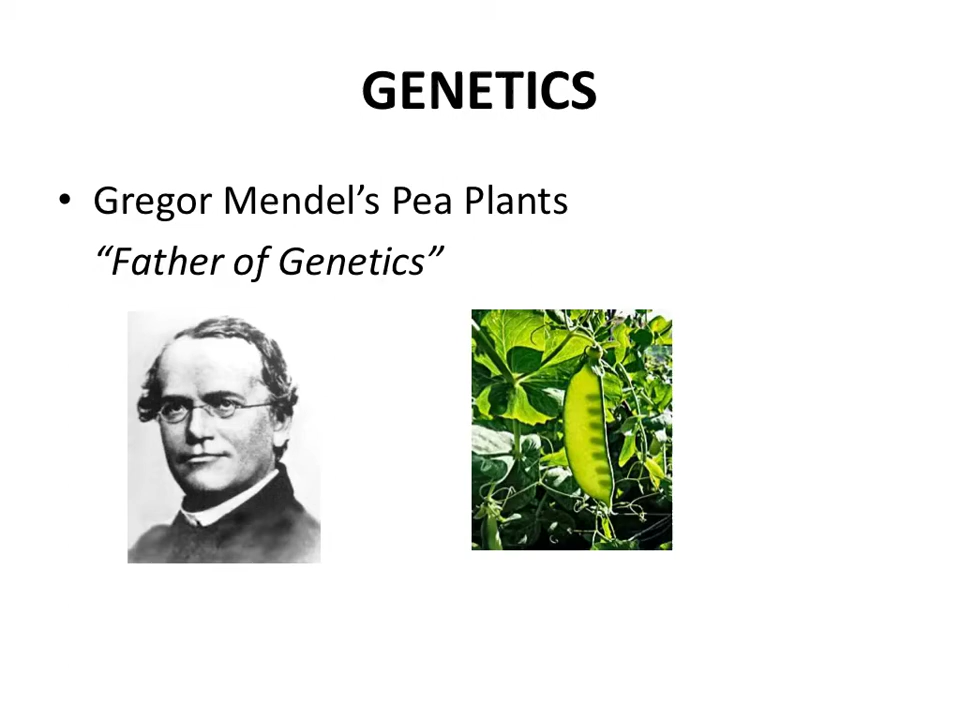 GENETICS
• Gregor Mendel’s Pea Plants
“Father of Genetics”